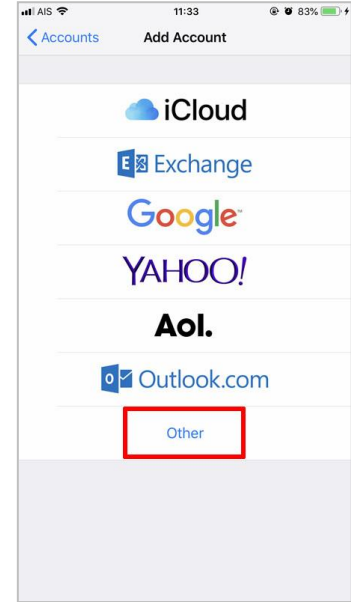 AIS 11:33 83%
Accounts Add Account
iCloud
E Exchange
Google
YAHOO!
Aol.
o Outlook.com
Other